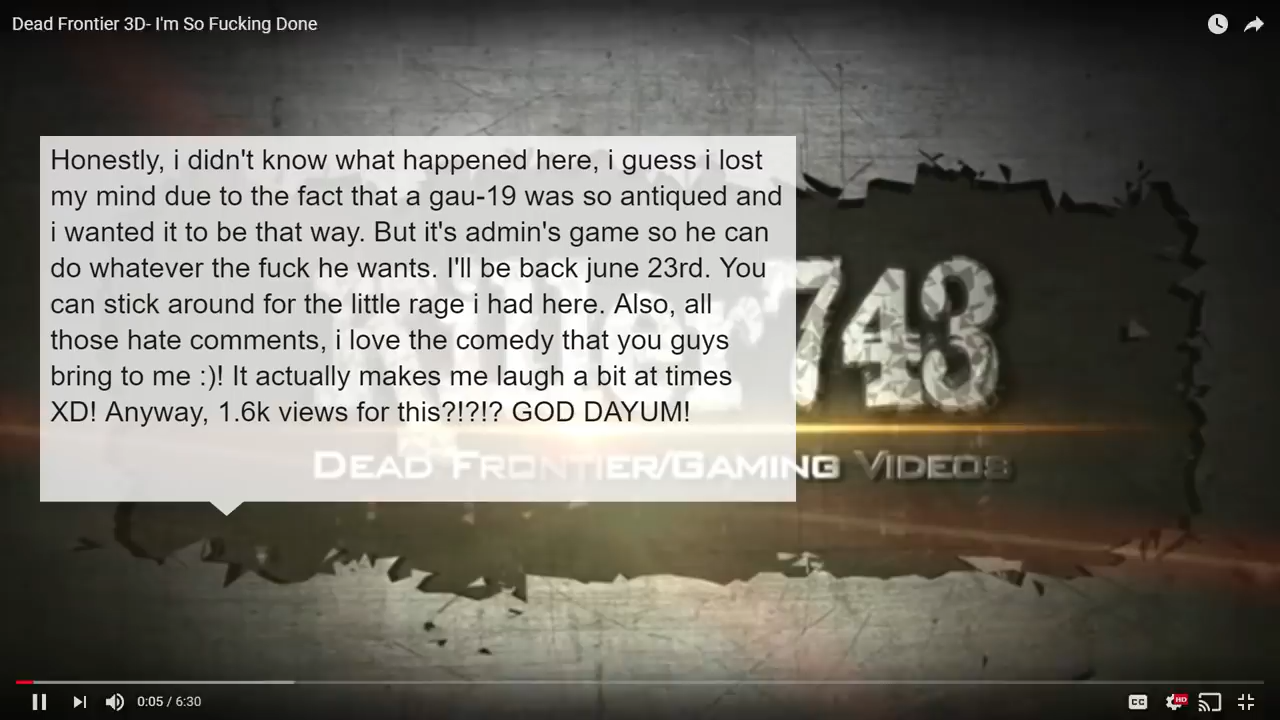 Dead Frontier 3D- I'm So Fucking Done
Honestly, i didn't know what happened here, i guess i lost
my mind due to the fact that a gau-19 was so antiqued and
i wanted it to be that way. But it's admin's game so he can
do whatever the fuck he wants. I'll be back june 23rd. You
can stick around for the little rage i had here. Also, all
those hate comments, i love the comedy that you guys
bring to me :)! It actually makes me laugh a bit at times
XD! Anyway, 1.6k views for this?!?!? GOD DAYUM!
743
DEAD FRONTIER/GAMING VIDEOS
0:05 / 6:30
CC
HD